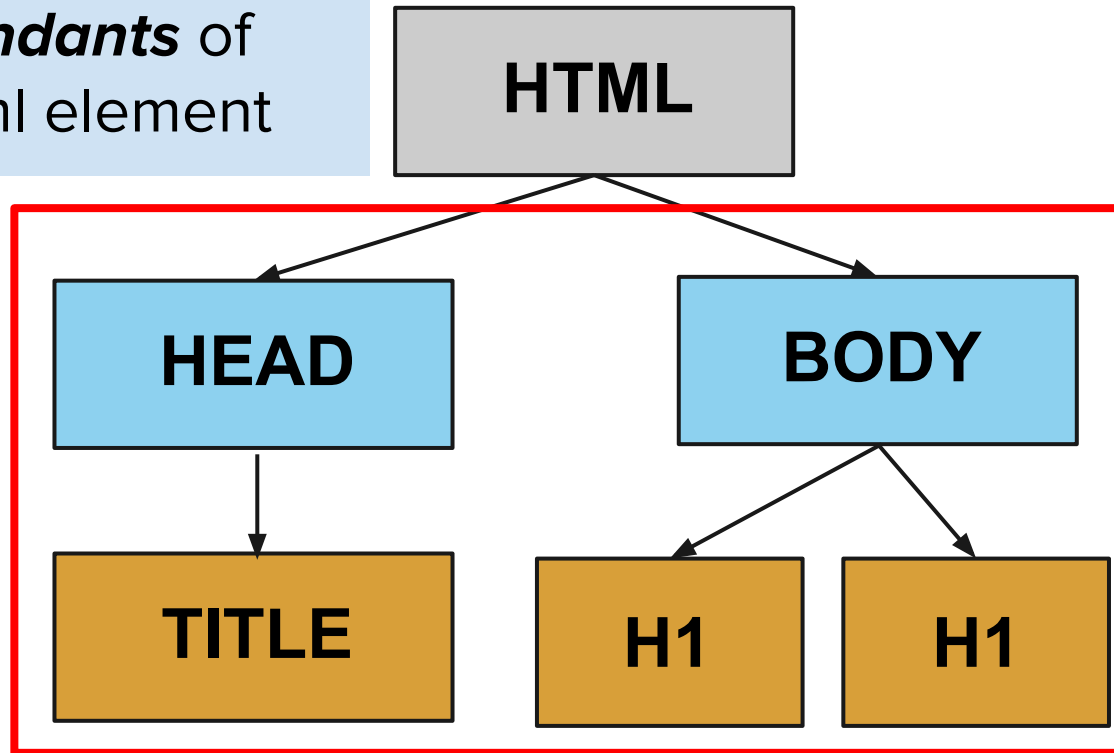 ndants of
nl element
HTML
HEAD
BODY
TITLE
H1
H1